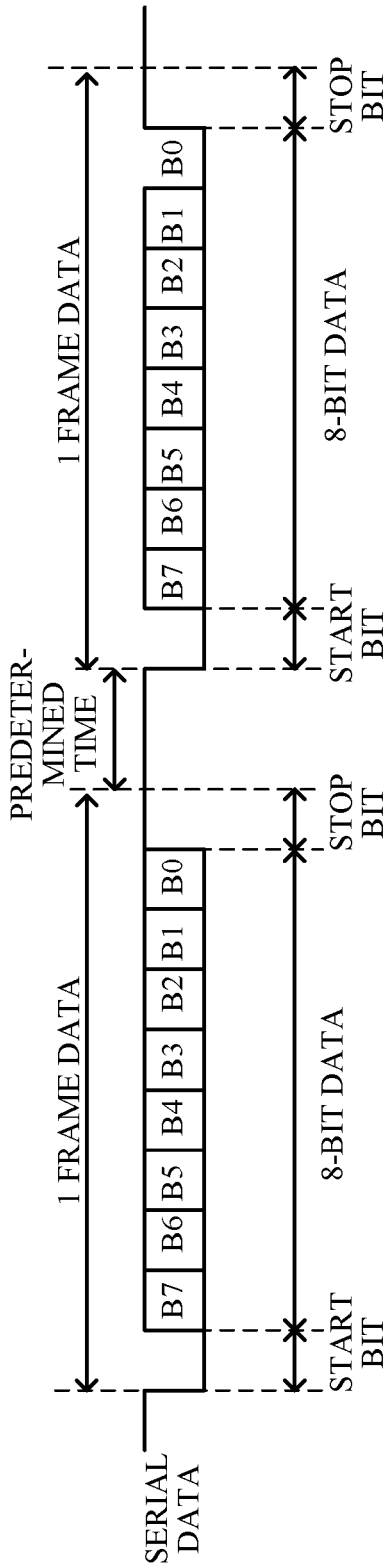 PREDETER-
MINED
TIME
1 FRAME DATA
1 FRAME DATA
SERIAL
DATA
B7 B6 B5 B4 B3 B2 B1 B0
B7 B6 B5 B4 B3 B2 B1 B0
START
BIT
8-BIT DATA
STOP
BIT
START
BIT
8-BIT DATA
STOP
BIT